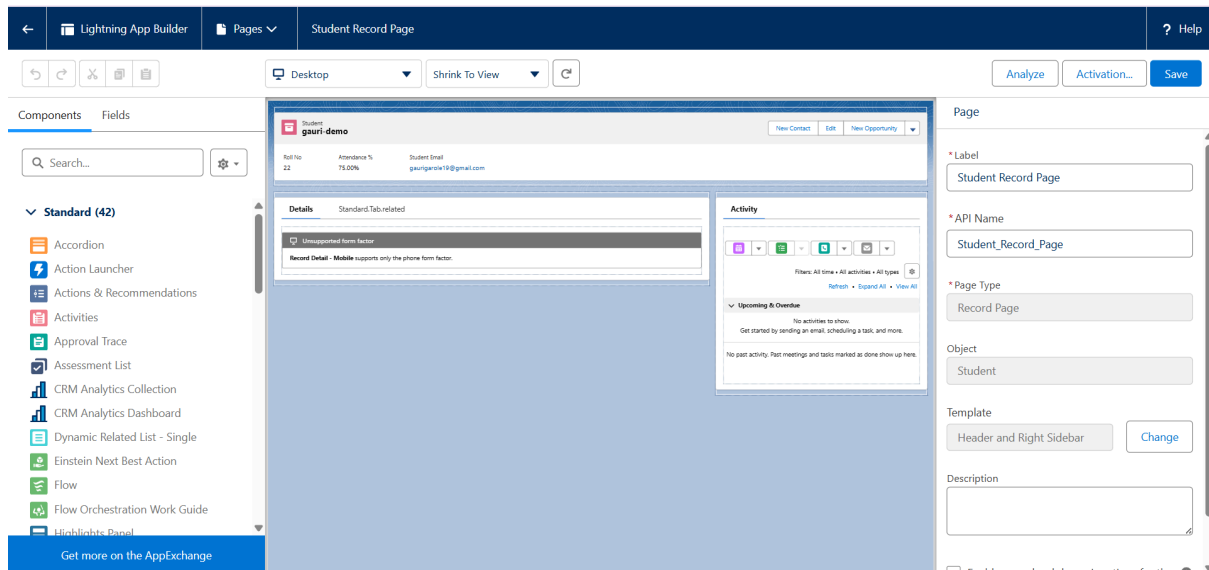 Lightning App Builder
Pages
Student Record Page
? Help
Desktop
Shrink To View
Analyze
Activation...
Save
Components
Fields
Search...
Standard (42)
Accordion
Action Launcher
Actions & Recommendations
Activities
Approval Trace
Assessment List
CRM Analytics Collection
CRM Analytics Dashboard
Dynamic Related List - Single
Einstein Next Best Action
Flow
Flow Orchestration Work Guide
Highlights Panel
Get more on the AppExchange
Student
gauri-demo
New Contact
Edit
New Opportunity
Roll No
Attendance %
Student Email
22
75.00%
gaurigarole19@gmail.com
Details
Standard.Tab.related
Unsupported form factor
Record Detail - Mobile supports only the phone form factor.
Activity
Filters: All time • All activities • All types
Refresh • Expand All • View All
Upcoming & Overdue
No activities to show.
Get started by sending an email, scheduling a task, and more.
No past activity. Past meetings and tasks marked as done show up here.
Page
*Label
Student Record Page
*API Name
Student_Record_Page
*Page Type
Record Page
Object
Student
Template
Header and Right Sidebar
Change
Description